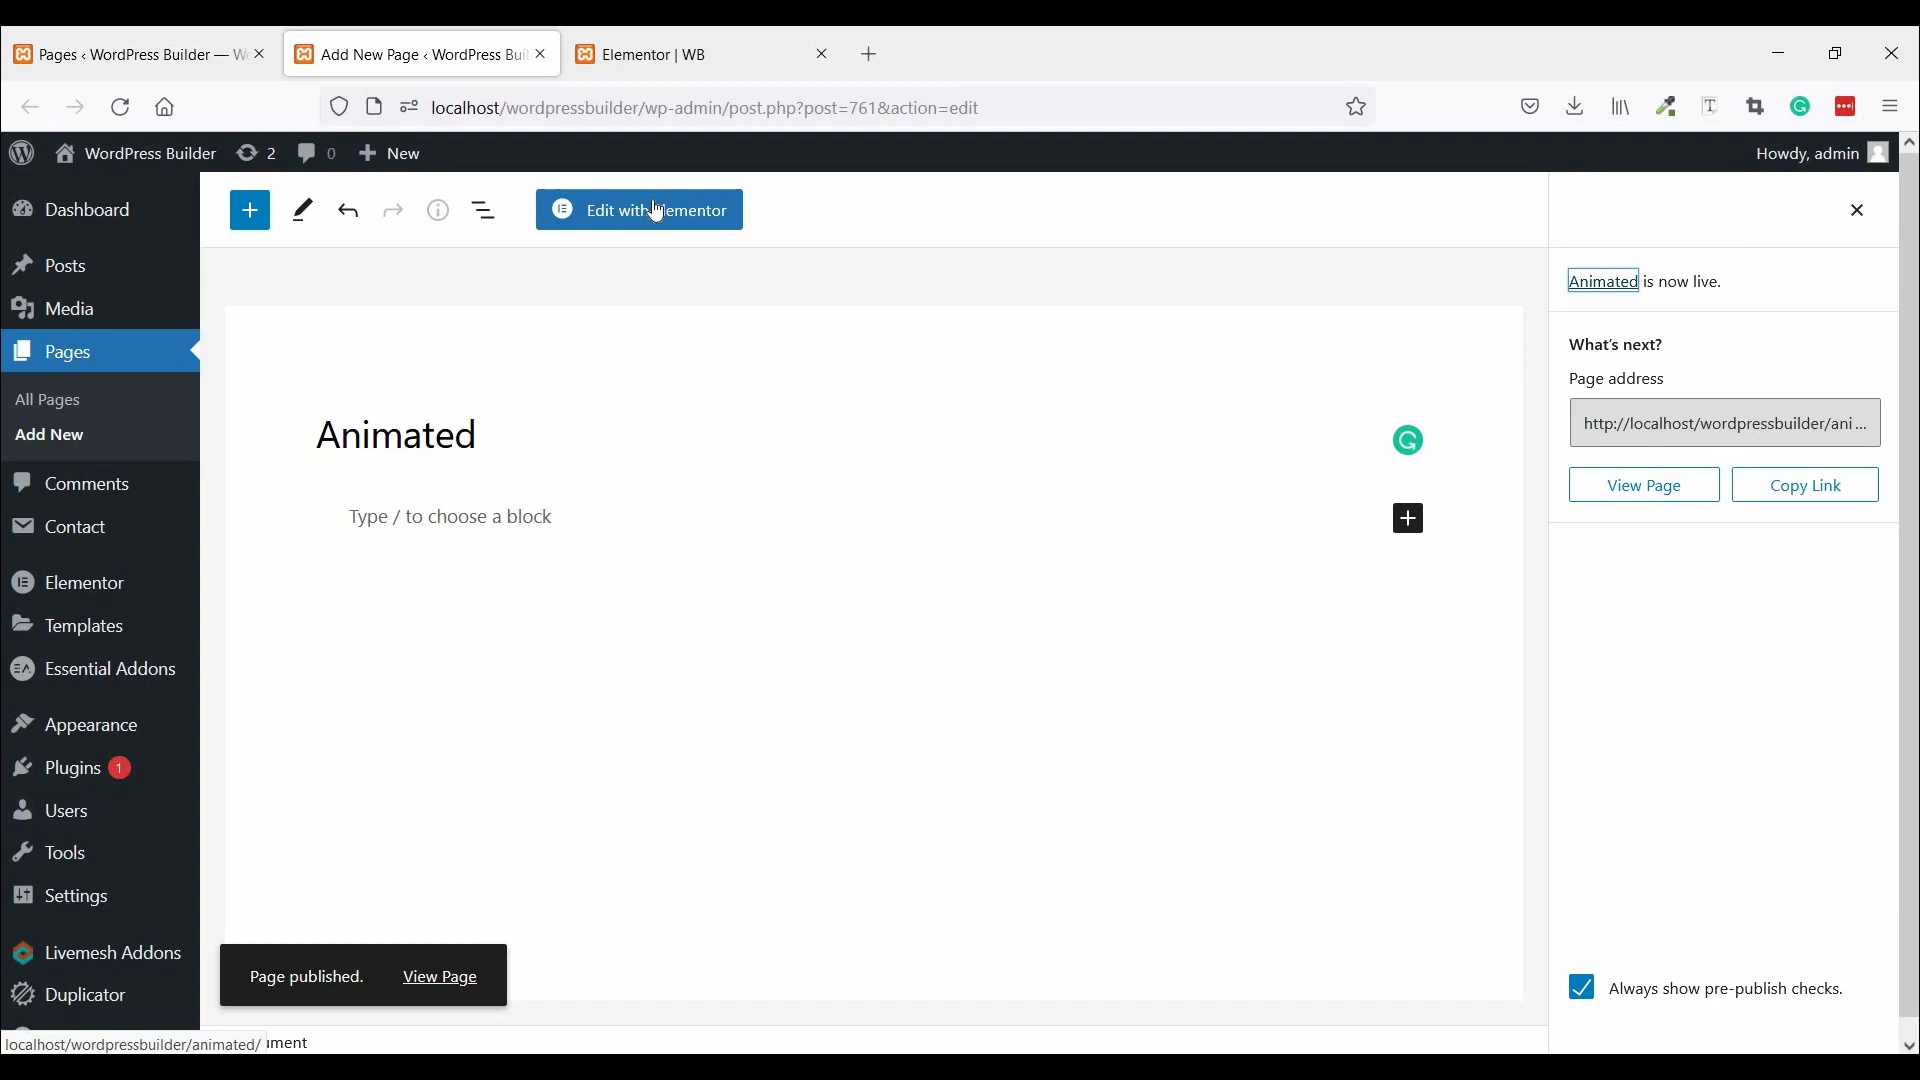 Pages ‹ WordPress Builder — W
Add New Page ‹ WordPress Buil
Elementor | WB
localhost/wordpressbuilder/wp-admin/post.php?post=761&action=edit
WordPress Builder
2
0
New
Howdy, admin
Dashboard
Posts
Media
Pages
All Pages
Add New
Comments
Contact
Elementor
Templates
Essential Addons
Appearance
Plugins 1
Users
Tools
Settings
Livemesh Addons
Duplicator
Edit with Elementor
Animated
Type / to choose a block
Page published. View Page
localhost/wordpressbuilder/animated/
ument
Animated is now live.
What's next?
Page address
http://localhost/wordpressbuilder/ani...
View Page
Copy Link
Always show pre-publish checks.